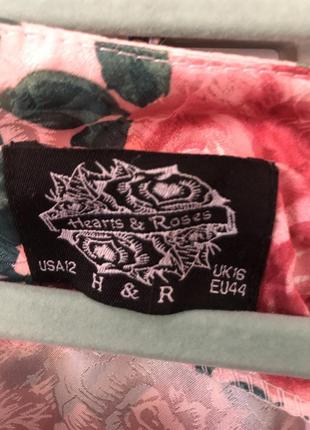 Hearts & Roses
USA12 UK16
H & R EU44